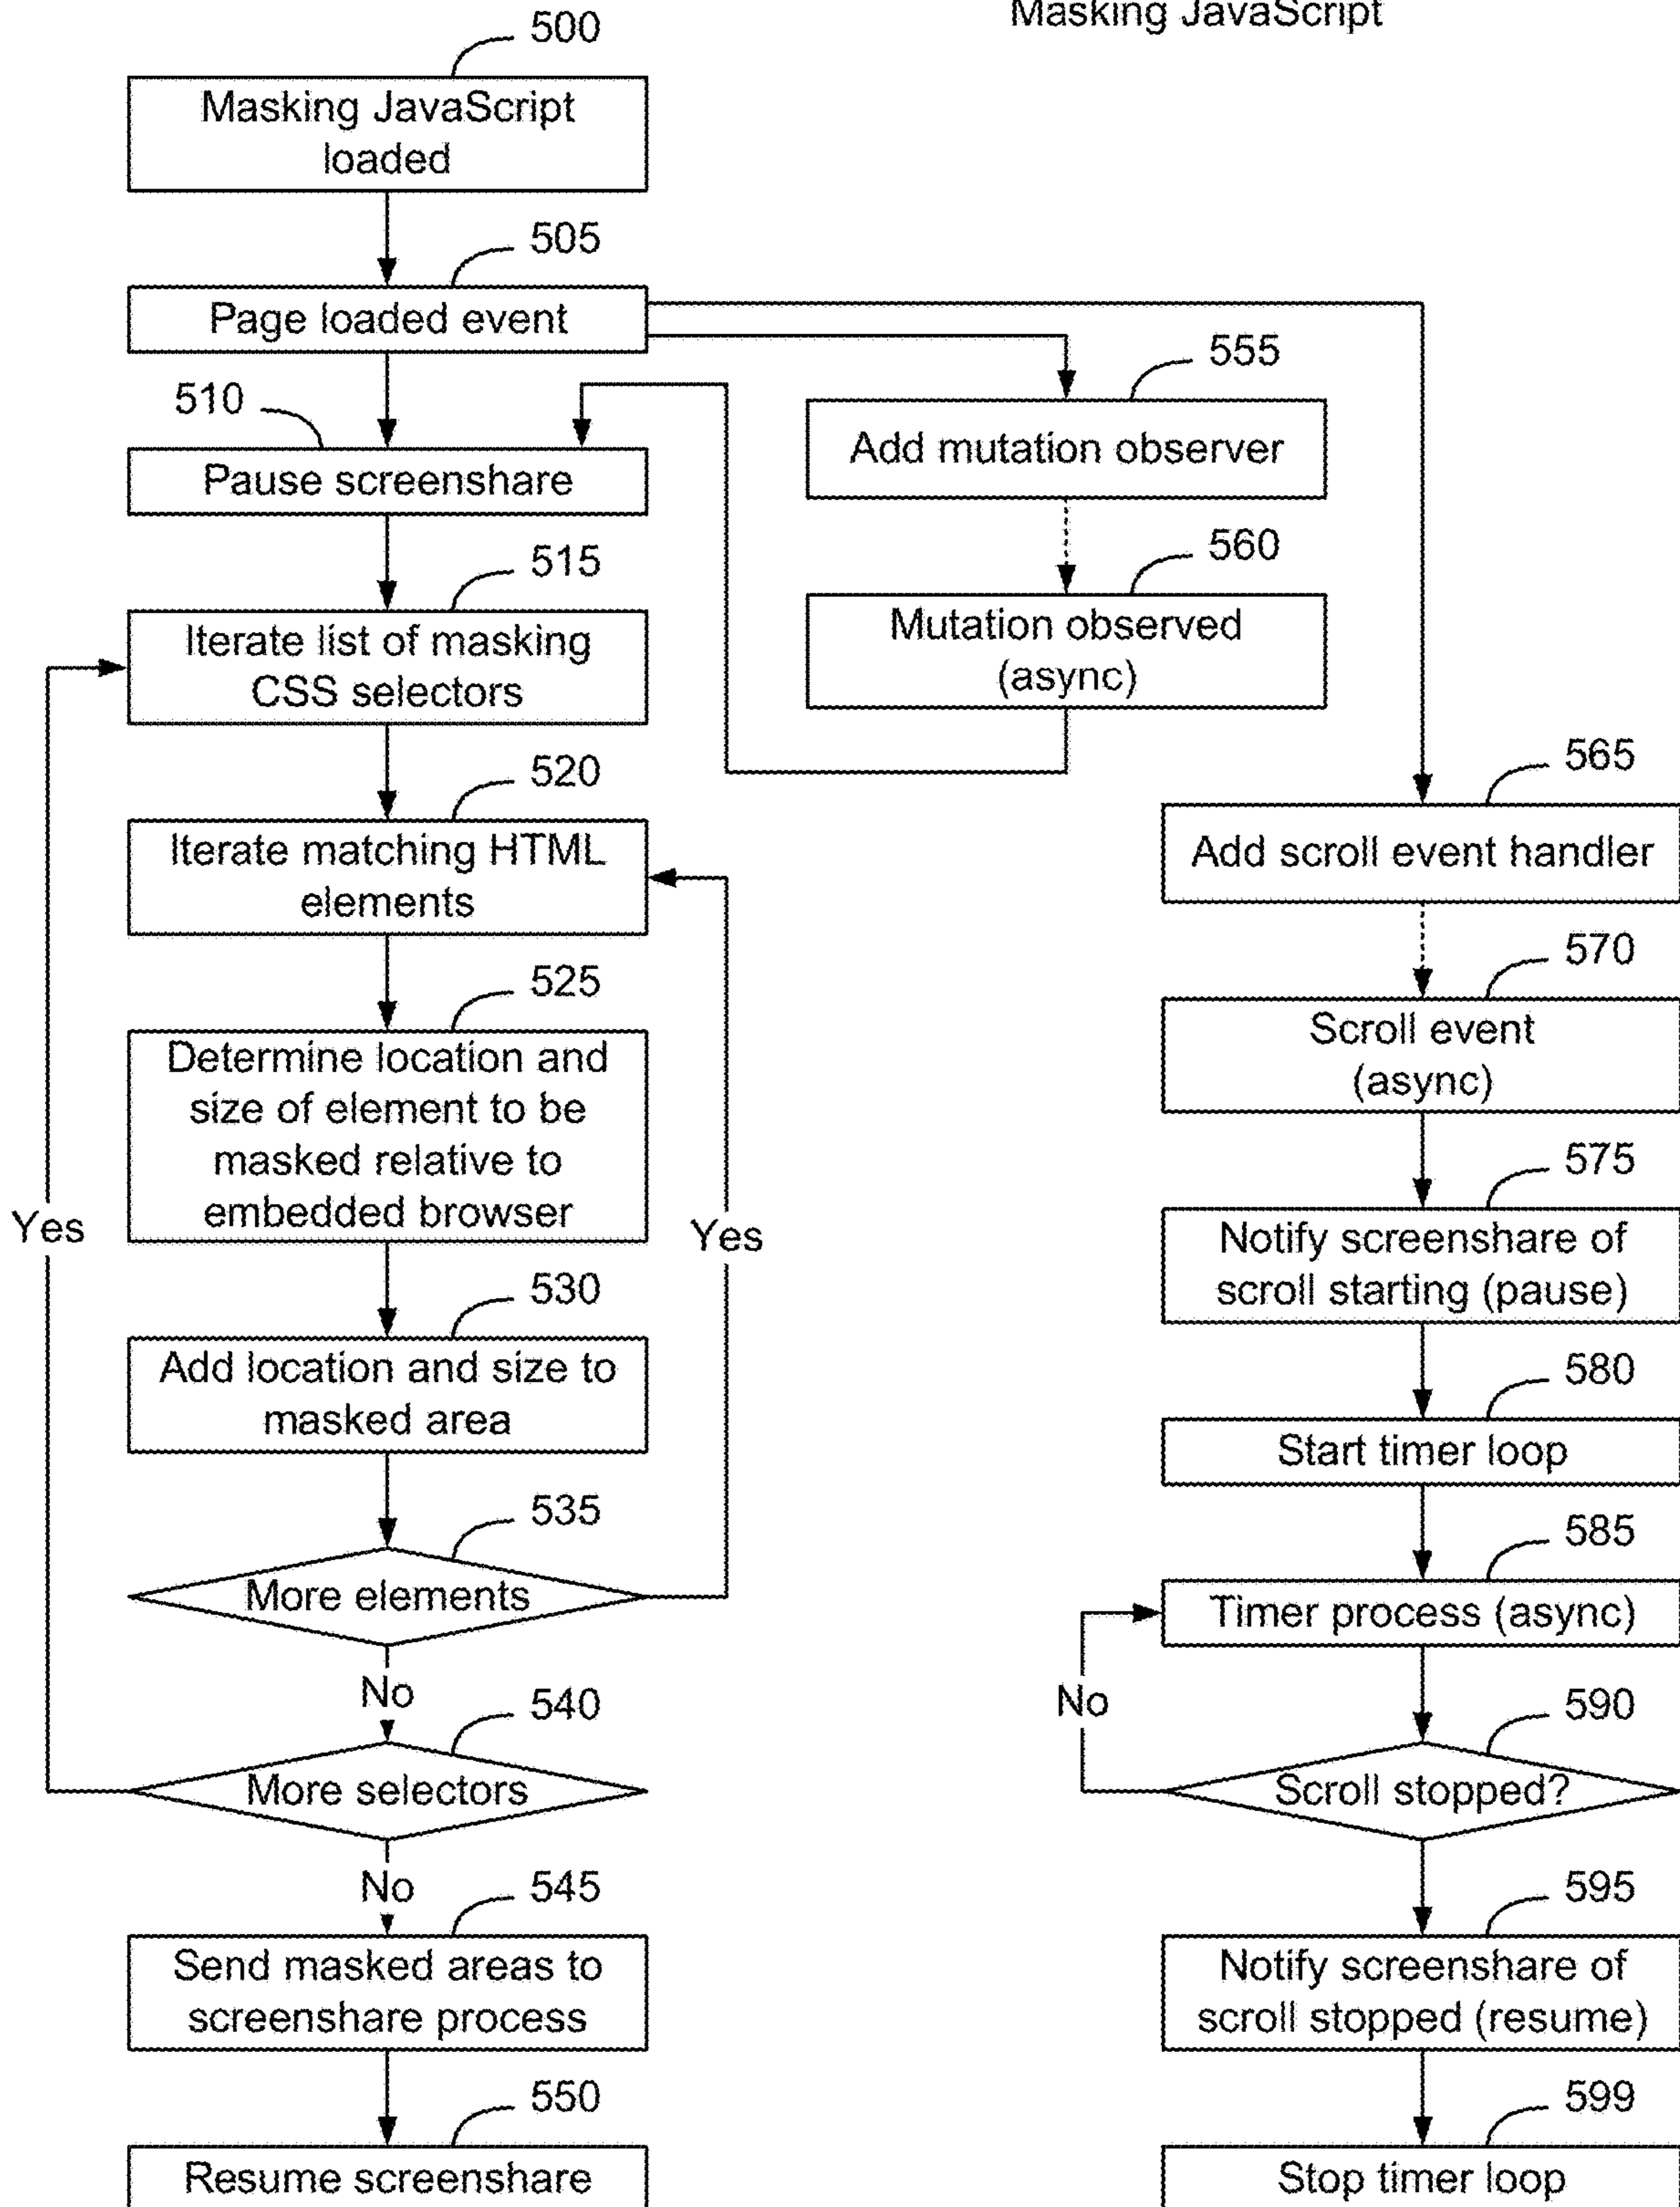 Masking JavaScript
500
Masking JavaScript
loaded
505
Page loaded event
510
Pause screenshare
515
Iterate list of masking
CSS selectors
520
Iterate matching HTML
elements
525
Determine location and
size of element to be
masked relative to
embedded browser
Yes
Yes
530
Add location and size to
masked area
535
More elements
No
540
More selectors
No
545
Send masked areas to
screenshare process
550
Resume screenshare
555
Add mutation observer
560
Mutation observed
(async)
565
Add scroll event handler
570
Scroll event
(async)
575
Notify screenshare of
scroll starting (pause)
580
Start timer loop
585
Timer process (async)
No
590
Scroll stopped?
595
Notify screenshare of
scroll stopped (resume)
599
Stop timer loop